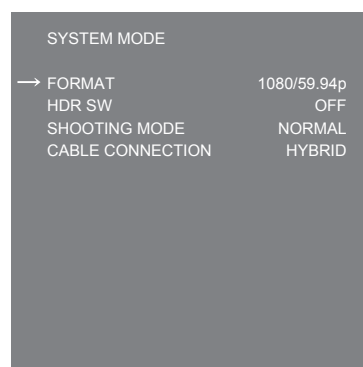 SYSTEM MODE
→ FORMAT 1080/59.94p
HDR SW OFF
SHOOTING MODE NORMAL
CABLE CONNECTION HYBRID